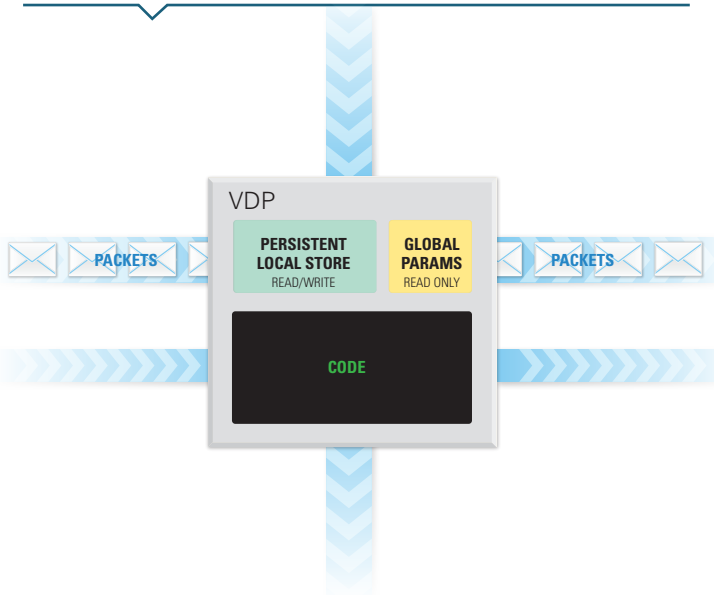 VDP
PERSISTENT
LOCAL STORE
READ/WRITE
GLOBAL
PARAMS
READ ONLY
PACKETS
PACKETS
CODE